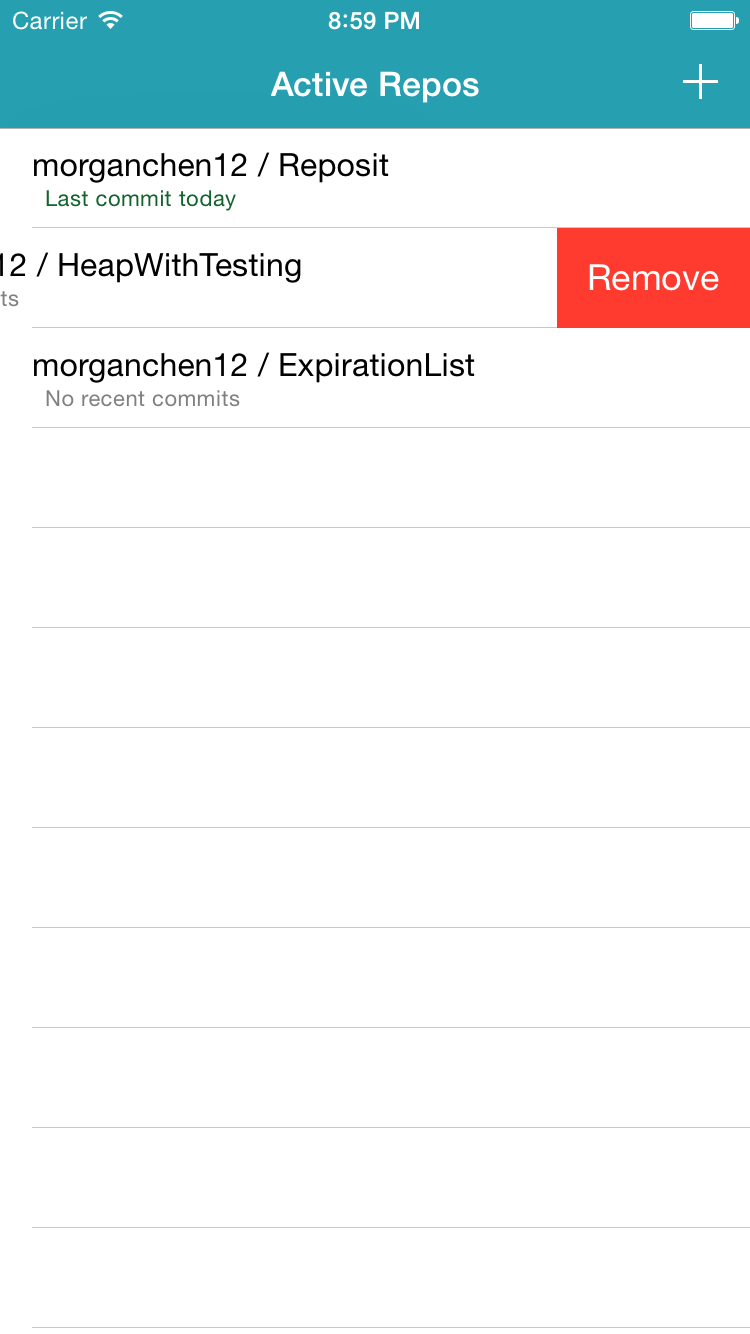 Carrier 8:59 PM
Active Repos
morganchen12 / Reposit
Last commit today
12 / HeapWithTesting
ts
Remove
morganchen12 / ExpirationList
No recent commits